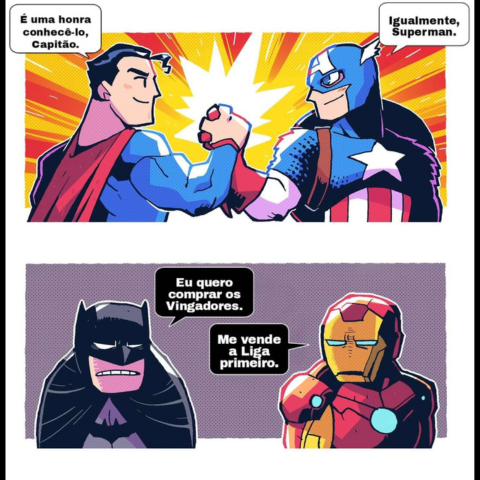 É uma honra
conhecê-lo,
Capitão.
Igualmente,
Superman.
Eu quero
comprar os
Vingadores.
Me vende
a Liga
primeiro.